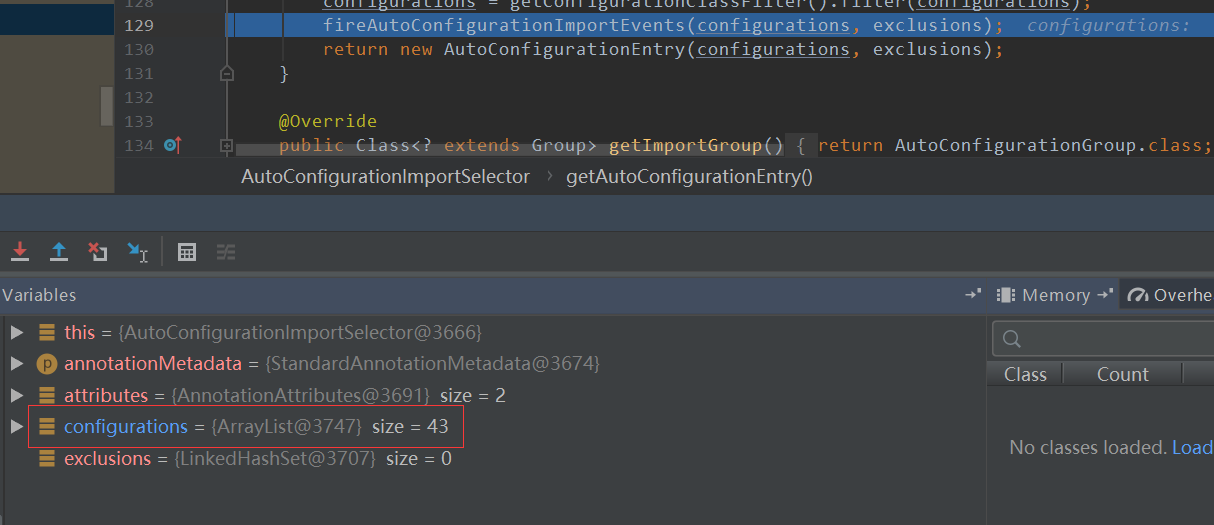 128 configurations = getConfigurationClassFilter().filter(configurations);
129 fireAutoConfigurationImportEvents(configurations, exclusions); configurations:
130 return new AutoConfigurationEntry(configurations, exclusions);
131 }
132
133 @Override
134 public Class<? extends Group> getImportGroup() { return AutoConfigurationGroup.class;
AutoConfigurationImportSelector › getAutoConfigurationEntry()
Variables
Memory
Overhe
this = {AutoConfigurationImportSelector@3666}
p annotationMetadata = {StandardAnnotationMetadata@3674}
attributes = {AnnotationAttributes@3691} size = 2
configurations = {ArrayList@3747} size = 43
exclusions = {LinkedHashSet@3707} size = 0
Class Count
No classes loaded. Load